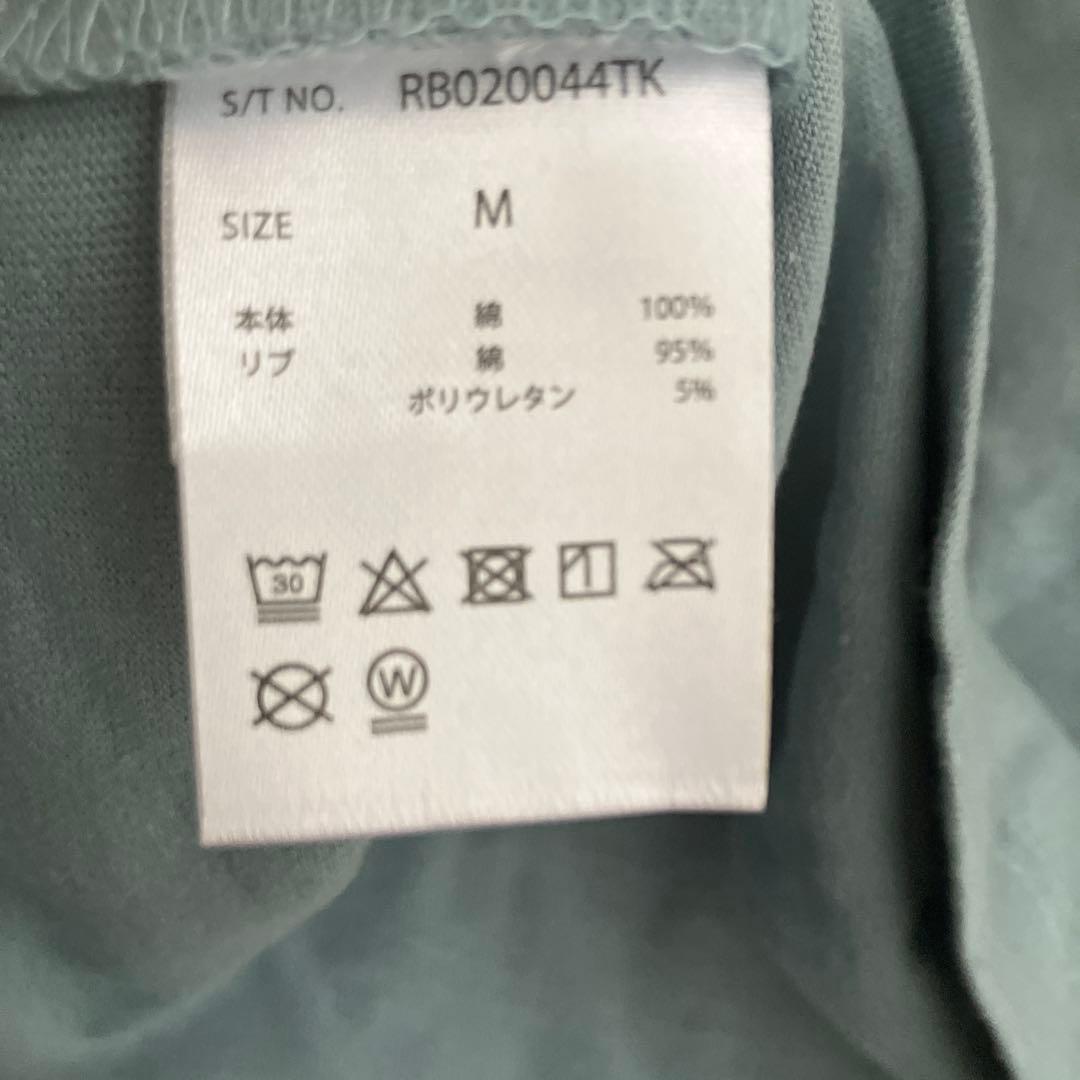 S/T NO. RB020044TK
SIZE M
本体 綿 100%
リブ 綿 95%
ポリウレタン 5%
30
W